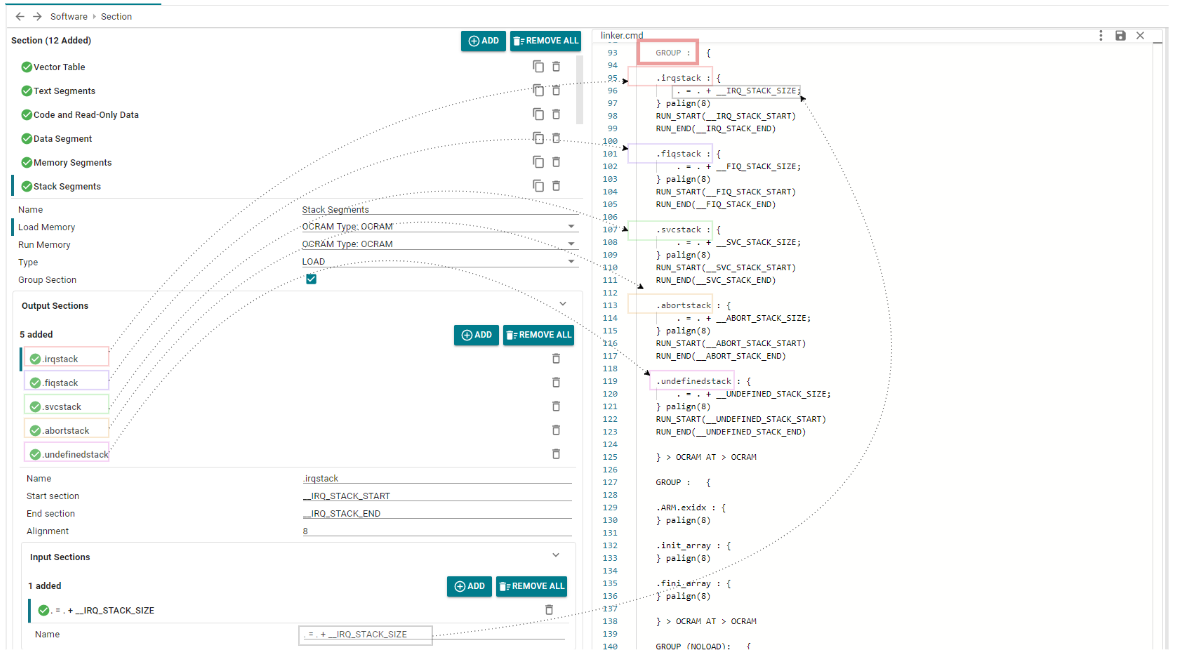 Software › Section
Section (12 Added)
ADD
REMOVE ALL
Vector Table
Text Segments
Code and Read-Only Data
Data Segment
Memory Segments
Stack Segments
Name Stack Segments
Load Memory OCRAM Type: OCRAM
Run Memory OCRAM Type: OCRAM
Type LOAD
Group Section
Output Sections
5 added
ADD
REMOVE ALL
.irqstack
.fiqstack
.svcstack
.abortstack
.undefinedstack
Name .irqstack
Start section __IRQ_STACK_START
End section __IRQ_STACK_END
Alignment 8
Input Sections
1 added
ADD
REMOVE ALL
. = . + __IRQ_STACK_SIZE
Name . = . + __IRQ_STACK_SIZE
linker.cmd
92
93 GROUP : {
94
95 .irqstack : {
96 . = . + __IRQ_STACK_SIZE;
97 } palign(8)
98 RUN_START(__IRQ_STACK_START)
99 RUN_END(__IRQ_STACK_END)
100
101 .fiqstack : {
102 . = . + __FIQ_STACK_SIZE;
103 } palign(8)
104 RUN_START(__FIQ_STACK_START)
105 RUN_END(__FIQ_STACK_END)
106
107 .svcstack : {
108 . = . + __SVC_STACK_SIZE;
109 } palign(8)
110 RUN_START(__SVC_STACK_START)
111 RUN_END(__SVC_STACK_END)
112
113 .abortstack : {
114 . = . + __ABORT_STACK_SIZE;
115 } palign(8)
116 RUN_START(__ABORT_STACK_START)
117 RUN_END(__ABORT_STACK_END)
118
119 .undefinedstack : {
120 . = . + __UNDEFINED_STACK_SIZE;
121 } palign(8)
122 RUN_START(__UNDEFINED_STACK_START)
123 RUN_END(__UNDEFINED_STACK_END)
124
125 } > OCRAM AT > OCRAM
126
127 GROUP : {
128
129 .ARM.exidx : {
130 } palign(8)
131
132 .init_array : {
133 } palign(8)
134
135 .fini_array : {
136 } palign(8)
137
138 } > OCRAM AT > OCRAM
139
140 GROUP (NOLOAD): {